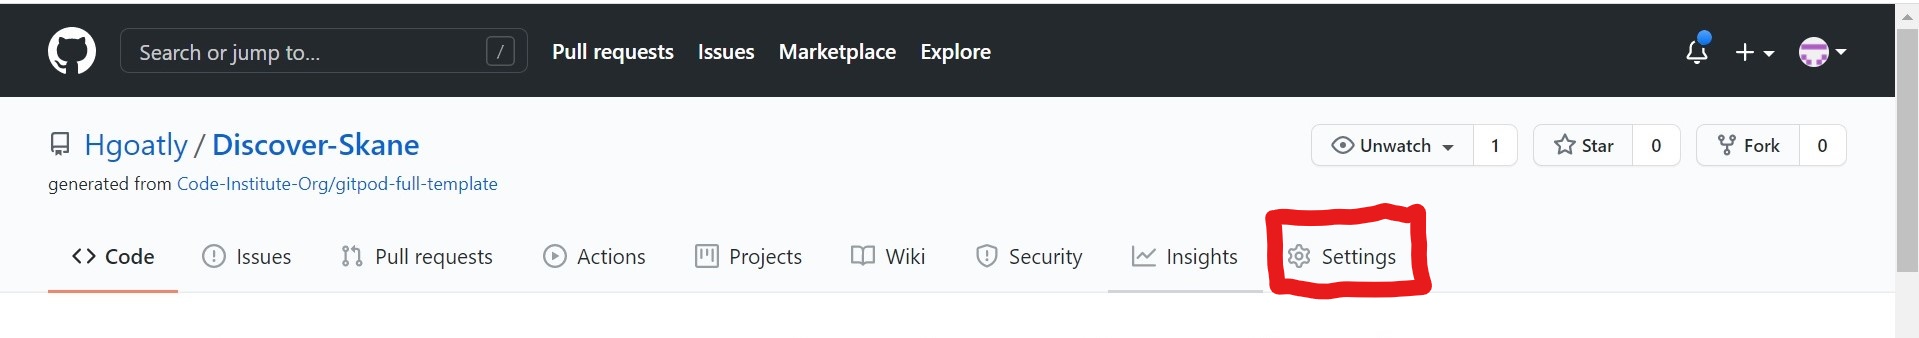 Search or jump to... / Pull requests Issues Marketplace Explore
Hgoatly / Discover-Skane Unwatch 1 Star 0 Fork 0
generated from Code-Institute-Org/gitpod-full-template
Code Issues Pull requests Actions Projects Wiki Security Insights Settings